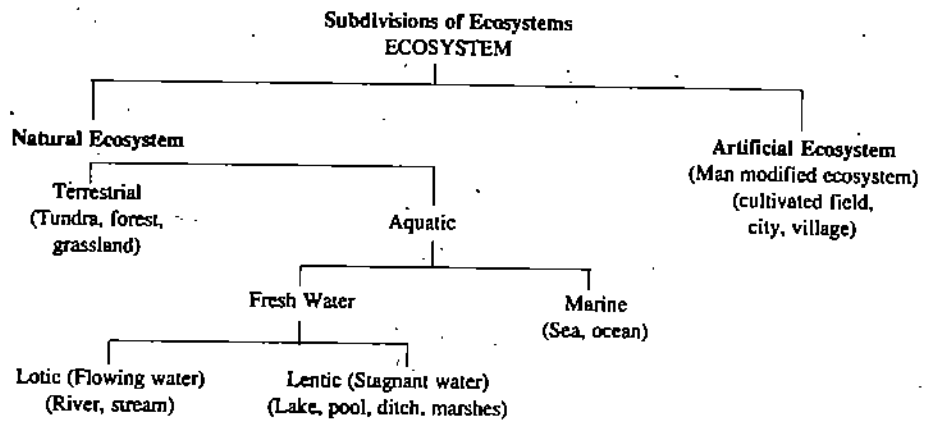 Subdivisions of Ecosystems
ECOSYSTEM
Natural Ecosystem
Artificial Ecosystem
(Man modified ecosystem)
(cultivated field,
city, village)
Terrestrial
(Tundra, forest,
grassland)
Aquatic
Fresh Water
Marine
(Sea, ocean)
Lotic (Flowing water)
(River, stream)
Lentic (Stagnant water)
(Lake, pool, ditch, marshes)